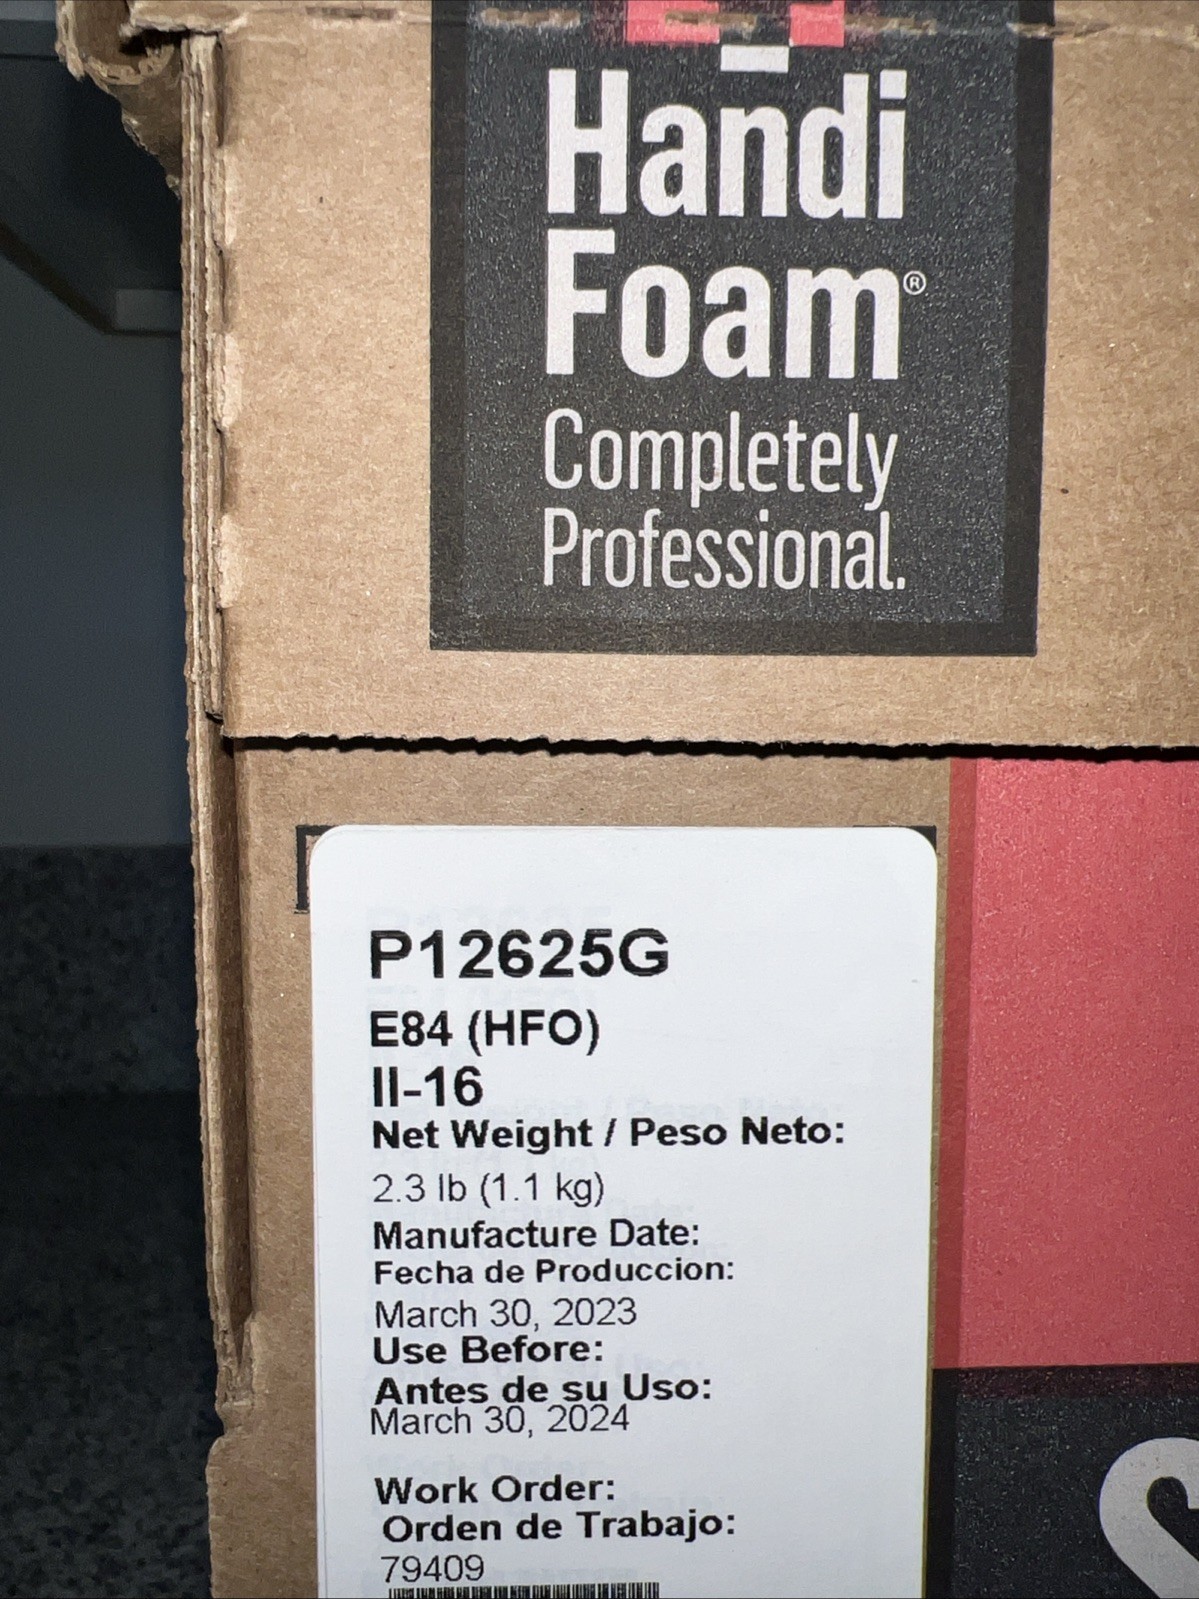 Handi
Foam®
Completely
Professional.
P12625G
E84 (HFO)
II-16
Net Weight / Peso Neto:
2.3 lb (1.1 kg)
Manufacture Date:
Fecha de Produccion:
March 30, 2023
Use Before:
Antes de su Uso:
March 30, 2024
Work Order:
Orden de Trabajo:
79409